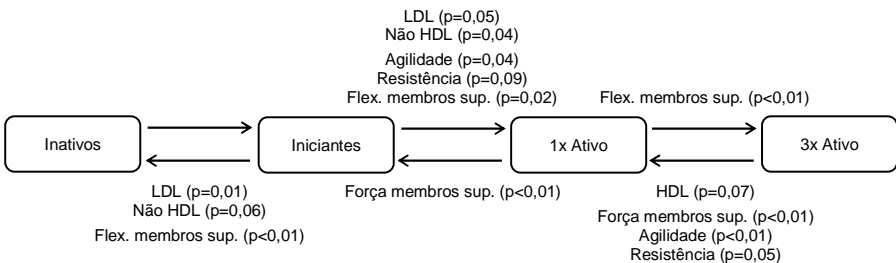 LDL (p=0,05)
Não HDL (p=0,04)
Agilidade (p=0,04)
Resistência (p=0,09)
Flex. membros sup. (p=0,02)
Flex. membros sup. (p<0,01)
Inativos
Iniciantes
1x Ativo
3x Ativo
LDL (p=0,01)
Não HDL (p=0,06)
Flex. membros sup. (p<0,01)
Força membros sup. (p<0,01)
HDL (p=0,07)
Força membros sup. (p<0,01)
Agilidade (p<0,01)
Resistência (p=0,05)